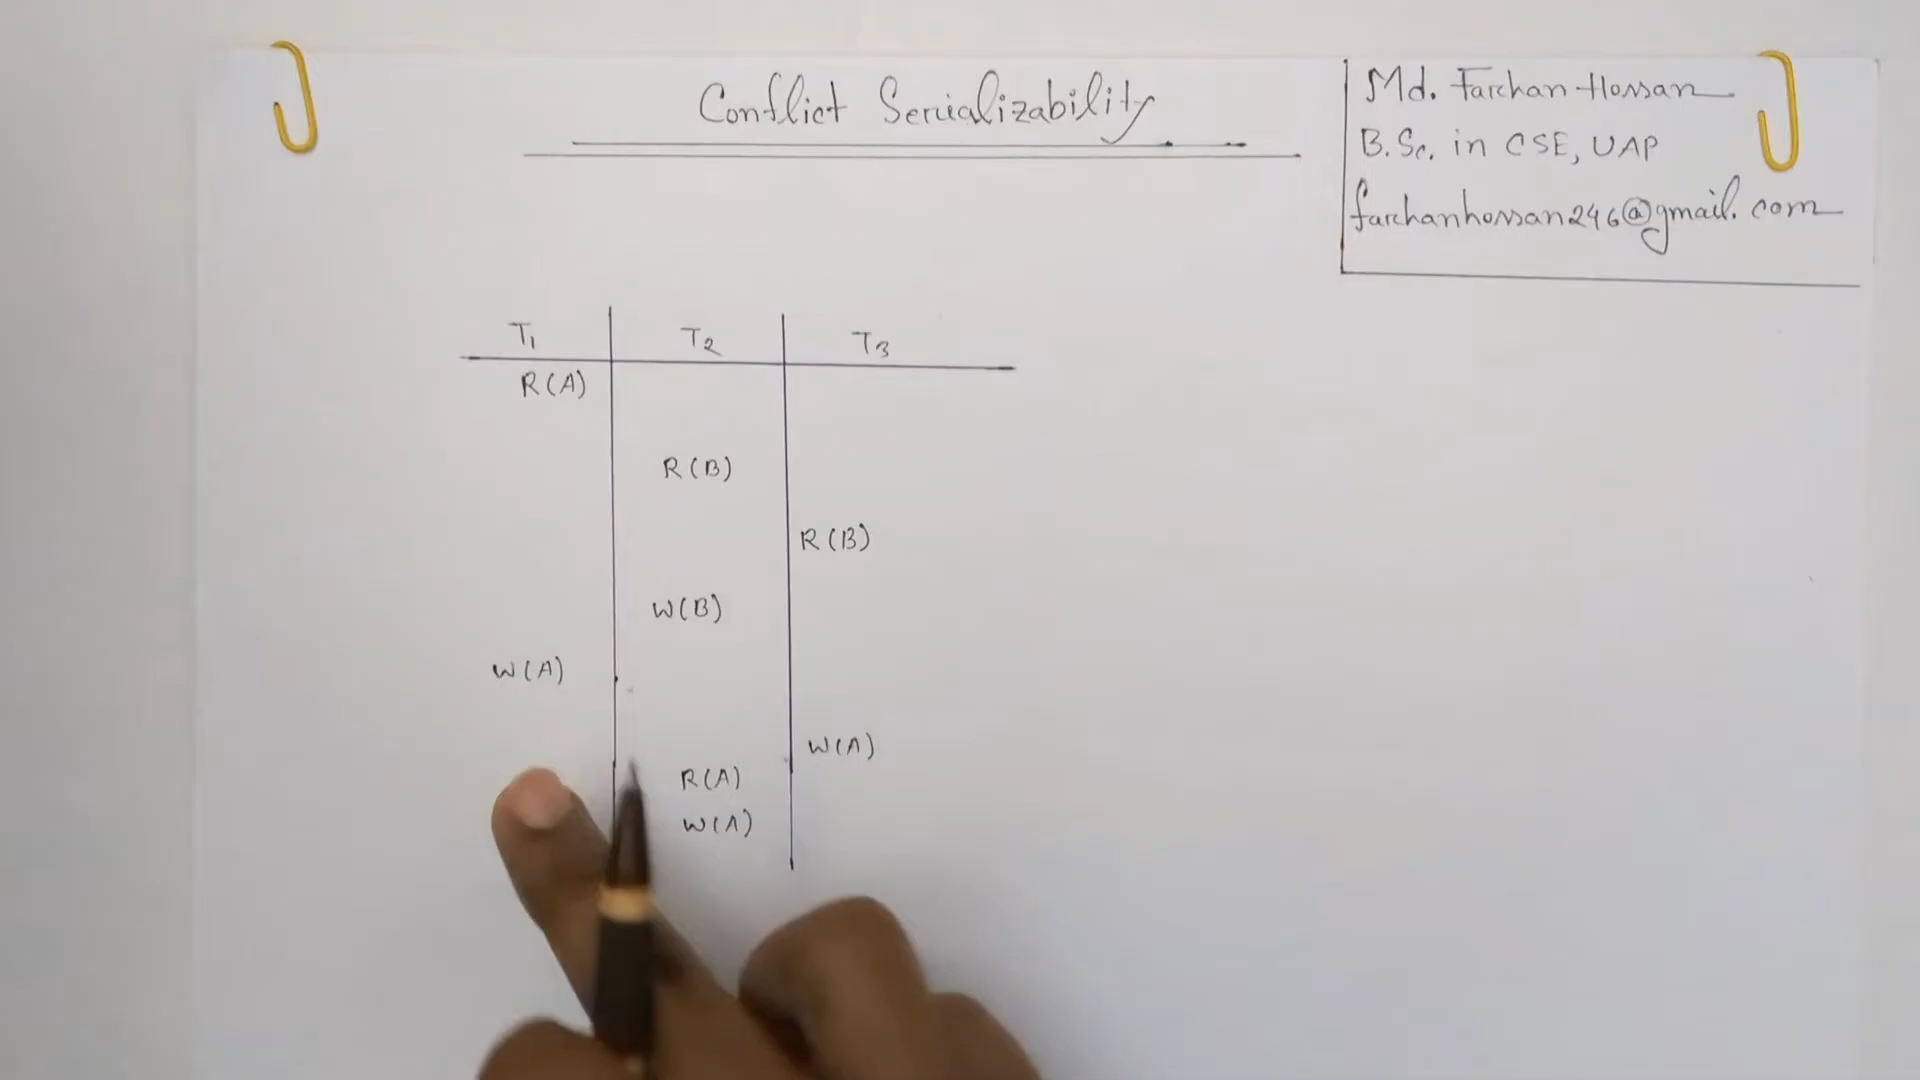 Conflict Serializability
Md. Farhan Hossan
B.Sc. in CSE, UAP
farhanhossan246@gmail.com
T1 T2 T3
R(A)
R(B)
R(B)
W(B)
W(A)
W(A)
R(A)
W(A)